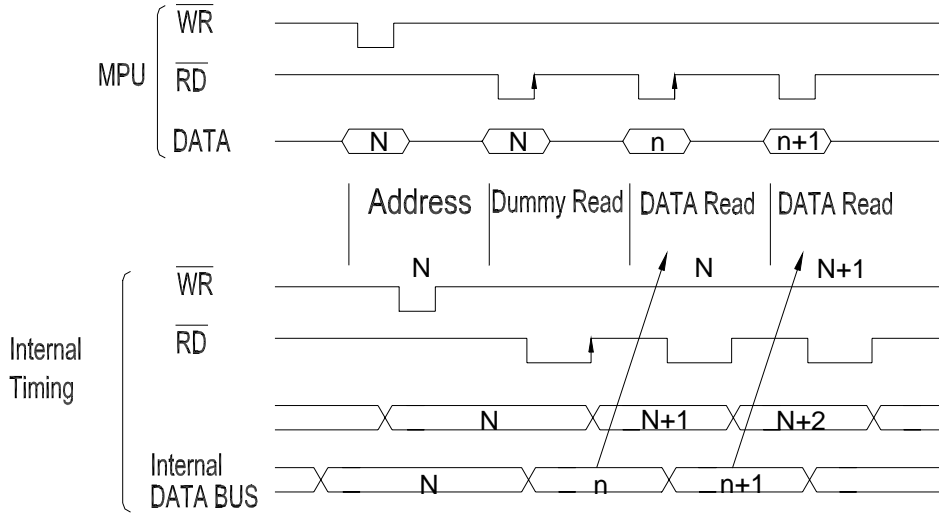 WR
MPU
RD
DATA
N N n n+1
Address Dummy Read DATA Read DATA Read
N N N+1
WR
Internal
Timing
RD
N N+1 N+2
Internal
DATA BUS
N n n+1